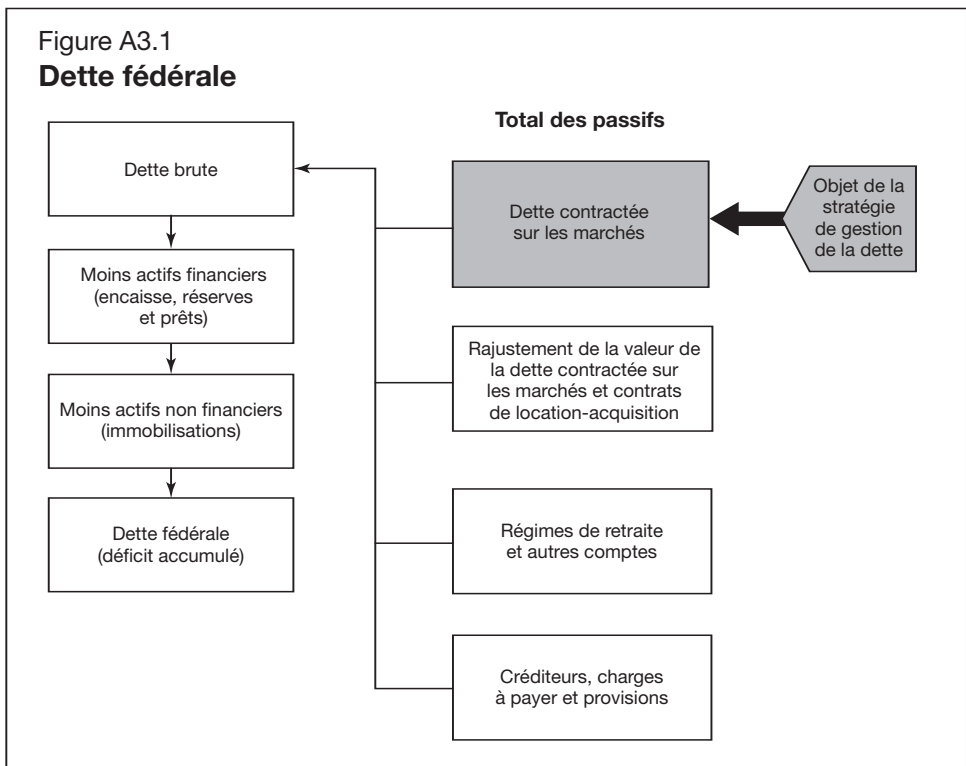 Figure A3.1
Dette fédérale
Dette brute
Moins actifs financiers
(encaisse, réserves
et prêts)
Moins actifs non financiers
(immobilisations)
Dette fédérale
(déficit accumulé)
Total des passifs
Dette contractée
sur les marchés
Objet de la
stratégie
de gestion
de la dette
Rajustement de la valeur de
la dette contractée sur
les marchés et contrats
de location-acquisition
Régimes de retraite
et autres comptes
Créditeurs, charges
à payer et provisions